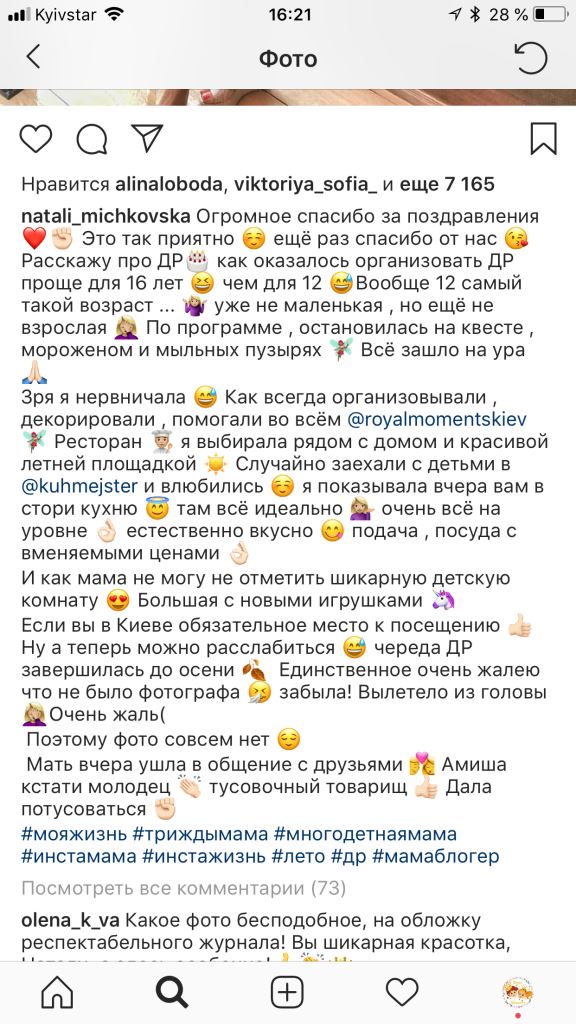 Kyivstar 16:21 28 %
Фото
Нравится alinaloboda, viktoriya_sofia_ и еще 7 165
natali_michkovska Огромное спасибо за поздравления
❤️✊🏻 Это так приятно ☺️ ещё раз спасибо от нас 😘
Расскажу про ДР🎂 как оказалось организовать ДР
проще для 16 лет 😆 чем для 12 😅Вообще 12 самый
такой возраст ... 🤷🏼‍♀️ уже не маленькая , но ещё не
взрослая 🤦🏼‍♀️ По программе , остановилась на квесте ,
мороженом и мыльных пузырях 🧚🏻‍♀️ Всё зашло на ура
🙏🏻
Зря я нервничала 😅 Как всегда организовывали ,
декорировали , помогали во всём @royalmomentskiev
🧚🏻‍♀️ Ресторан 👨🏼‍🍳 я выбирала рядом с домом и красивой
летней площадкой ☀️ Случайно заехали с детьми в
@kuhmejster и влюбились ☺️ я показывала вчера вам в
стори кухню 😇 там всё идеально 💁🏼‍♀️ очень всё на
уровне 👌🏻 естественно вкусно 😋 подача , посуда с
вменяемыми ценами 👌🏻
И как мама не могу не отметить шикарную детскую
комнату 😍 Большая с новыми игрушками 🦄
Если вы в Киеве обязательное место к посещению 👍🏻
Ну а теперь можно расслабиться 😅 череда ДР
завершилась до осени 🍂 Единственное очень жалею
что не было фотографа 🤧 забыла! Вылетело из головы
🤦🏼‍♀️Очень жаль(
Поэтому фото совсем нет 😌
Мать вчера ушла в общение с друзьями 💏 Амиша
кстати молодец 👏🏻 тусовочный товарищ 👍🏻 Дала
потусоваться ✊🏻
#мояжизнь #триждымама #многодетнаямама
#инстамама #инстажизнь #лето #др #мамаблогер
Посмотреть все комментарии (73)
olena_k_va Какое фото бесподобное, на обложку
респектабельного журнала! Вы шикарная красотка,